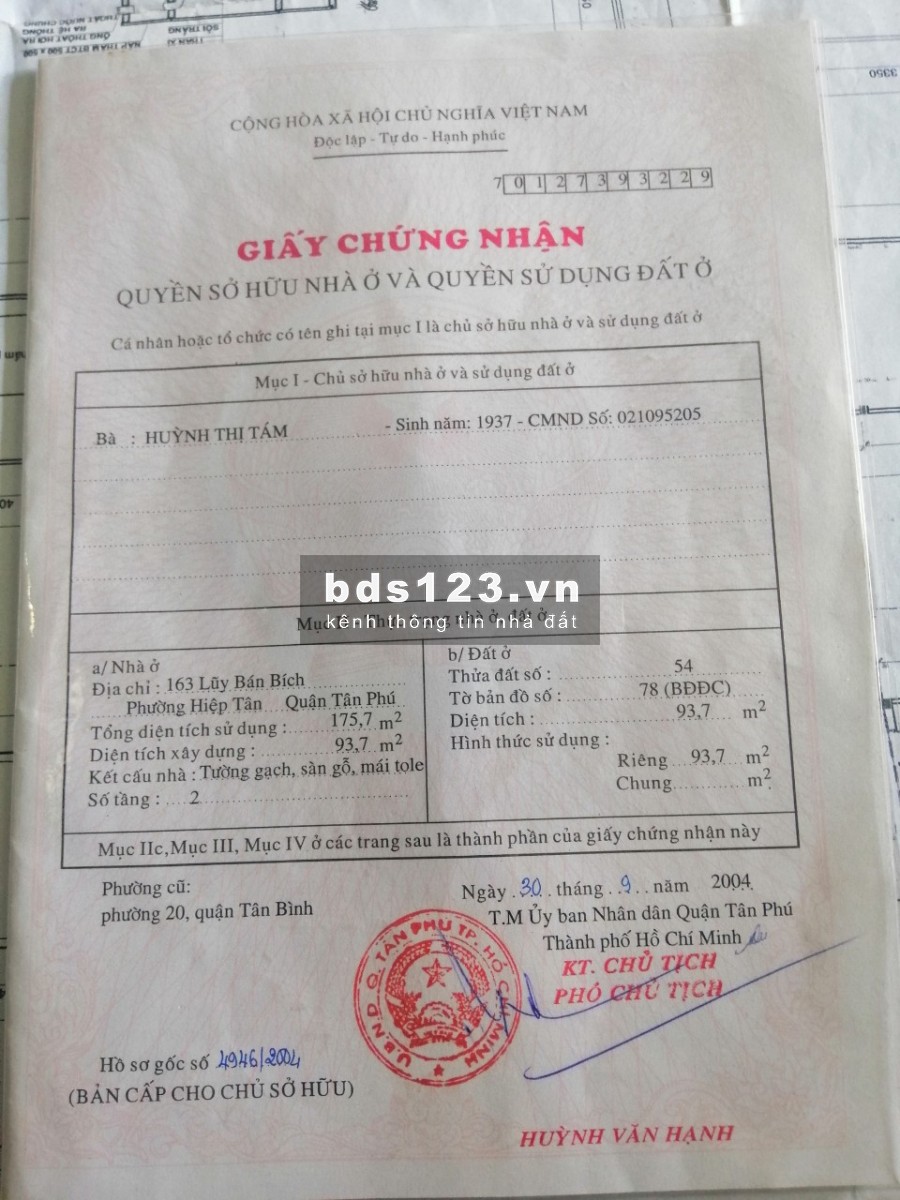 CỘNG HÒA XÃ HỘI CHỦ NGHĨA VIỆT NAM
Độc lập - Tự do - Hạnh phúc
70127393229
GIẤY CHỨNG NHẬN
QUYỀN SỞ HỮU NHÀ Ở VÀ QUYỀN SỬ DỤNG ĐẤT Ở
Cá nhân hoặc tổ chức có tên ghi tại mục I là chủ sở hữu nhà ở và sử dụng đất ở
Mục I - Chủ sở hữu nhà ở và sử dụng đất ở
Bà : HUỲNH THỊ TÁM - Sinh năm: 1937 - CMND Số: 021095205
bds123.vn
kênh thông tin nhà đất
Mục nhà ở, đất ở
a/ Nhà ở
Địa chỉ : 163 Lũy Bán Bích
Phường Hiệp Tân Quận Tân Phú
Tổng diện tích sử dụng : 175,7 m2
Diện tích xây dựng : 93,7 m2
Kết cấu nhà : Tường gạch, sàn gỗ, mái tole
Số tầng : 2
b/ Đất ở
Thửa đất số : 54
Tờ bản đồ số : 78 (BĐĐC)
Diện tích : 93,7 m2
Hình thức sử dụng :
Riêng 93,7 m2
Chung m2
Mục IIc, Mục III, Mục IV ở các trang sau là thành phần của giấy chứng nhận này
Phường cũ:
phường 20, quận Tân Bình
Ngày 30 tháng 9 năm 2004
T.M Ủy ban Nhân dân Quận Tân Phú
Thành phố Hồ Chí Minh
KT. CHỦ TỊCH
PHÓ CHỦ TỊCH
U.B.N.D. Q. TÂN PHÚ T.P. HỒ CHÍ MINH
Hồ sơ gốc số 4946/2004
(BẢN CẤP CHO CHỦ SỞ HỮU)
HUỲNH VĂN HẠNH
3350